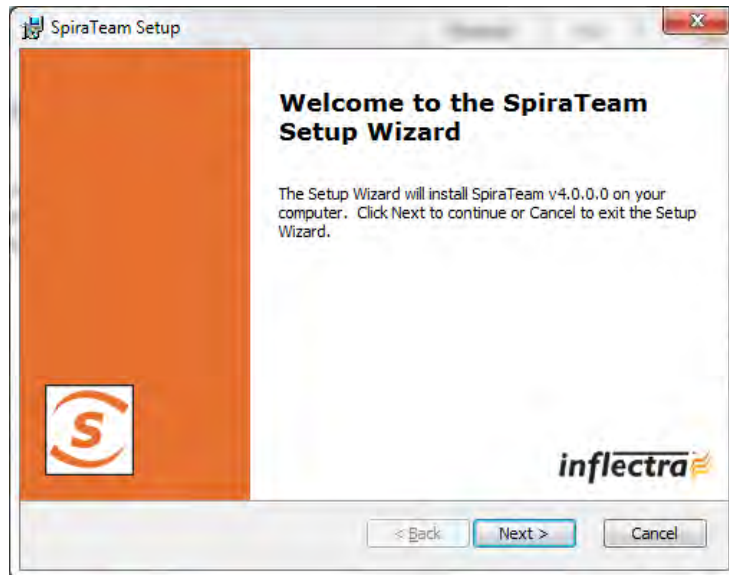 SpiraTeam Setup
Welcome to the SpiraTeam
Setup Wizard
The Setup Wizard will install SpiraTeam v4.0.0.0 on your
computer. Click Next to continue or Cancel to exit the Setup
Wizard.
S
inflectra
< Back
Next >
Cancel